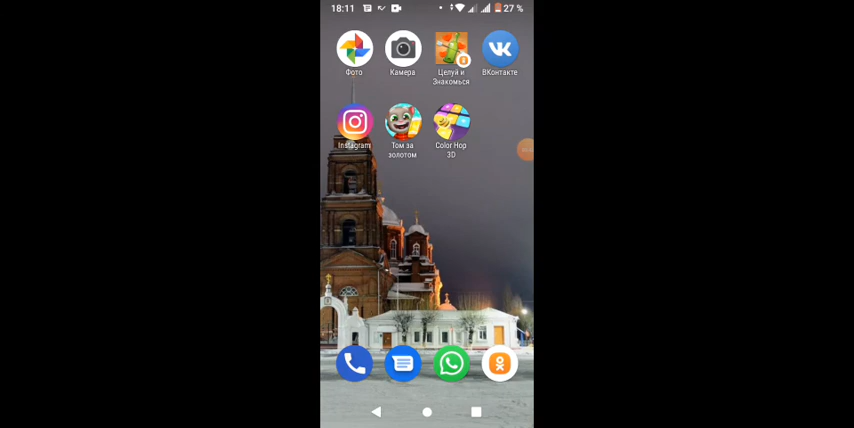 18:11 27 %
Фото Камера Целуй и Знакомься ВКонтакте
Instagram Том за золотом Color Hop 3D